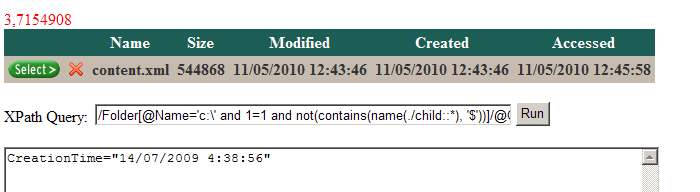 3,7154908
Name Size Modified Created Accessed
Select > content.xml 544868 11/05/2010 12:43:46 11/05/2010 12:43:46 11/05/2010 12:45:58
XPath Query: /Folder[@Name='c:\' and 1=1 and not(contains(name(./child::*), '$'))]/@ Run
CreationTime="14/07/2009 4:38:56"